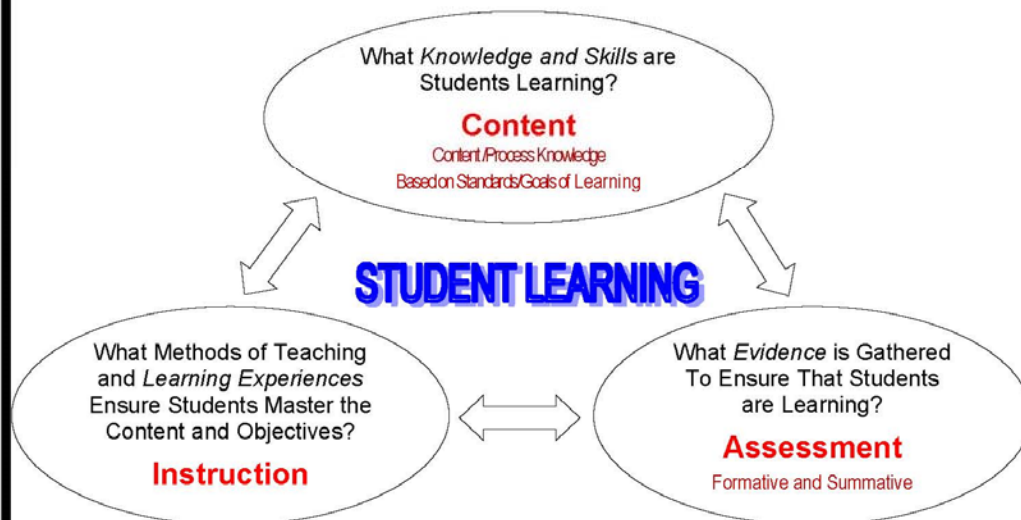 What Knowledge and Skills are
Students Learning?
Content
Content/Process Knowledge
Based on Standards/Goals of Learning
STUDENT LEARNING
What Methods of Teaching
and Learning Experiences
Ensure Students Master the
Content and Objectives?
Instruction
What Evidence is Gathered
To Ensure That Students
are Learning?
Assessment
Formative and Summative